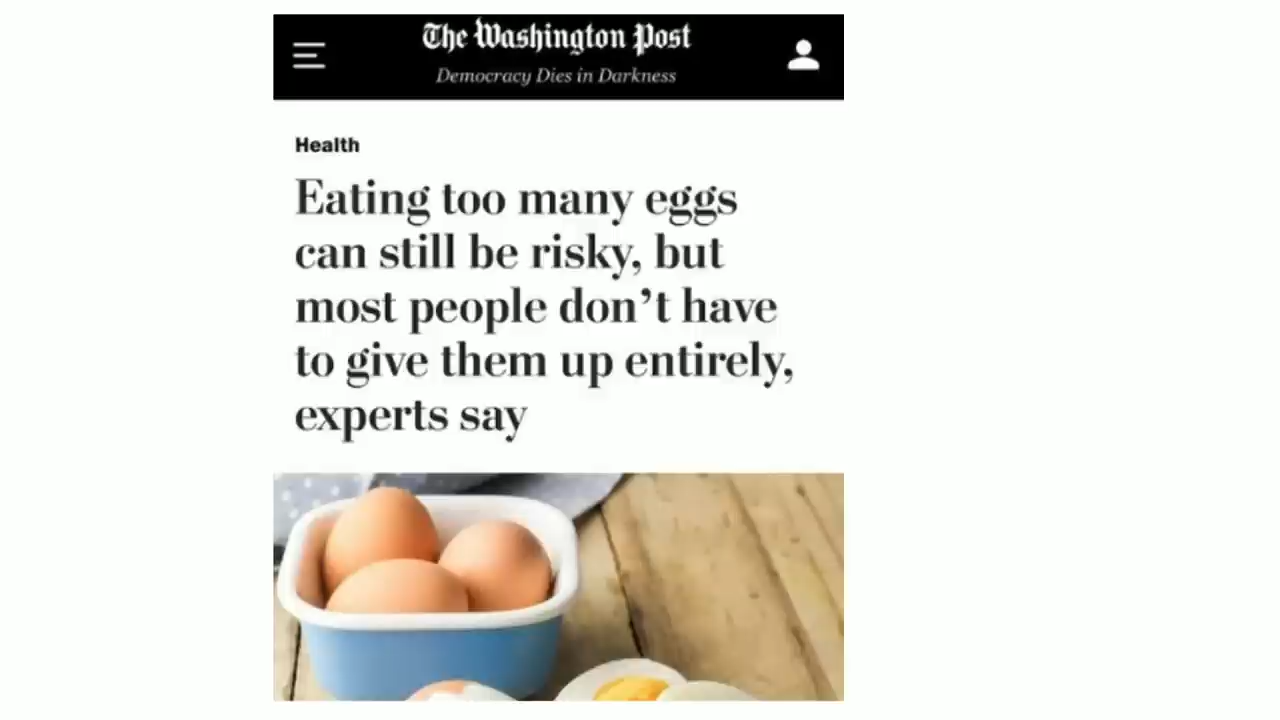 The Washington Post
Democracy Dies in Darkness
Health
Eating too many eggs
can still be risky, but
most people don’t have
to give them up entirely,
experts say